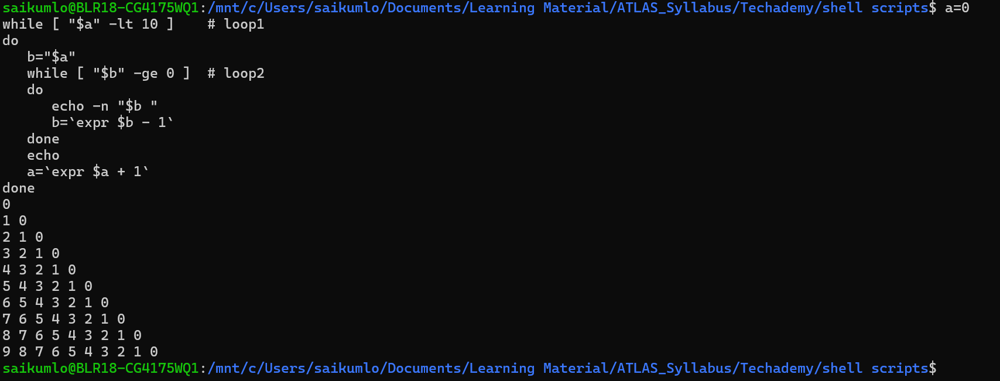 saikumlo@BLR18-CG4175WQ1:/mnt/c/Users/saikumlo/Documents/Learning Material/ATLAS_Syllabus/Techademy/shell scripts$ a=0
while [ "$a" -lt 10 ]    # loop1
do
   b="$a"
   while [ "$b" -ge 0 ]  # loop2
   do
      echo -n "$b "
      b=`expr $b - 1`
   done
   echo
   a=`expr $a + 1`
done
0
1 0
2 1 0
3 2 1 0
4 3 2 1 0
5 4 3 2 1 0
6 5 4 3 2 1 0
7 6 5 4 3 2 1 0
8 7 6 5 4 3 2 1 0
9 8 7 6 5 4 3 2 1 0
saikumlo@BLR18-CG4175WQ1:/mnt/c/Users/saikumlo/Documents/Learning Material/ATLAS_Syllabus/Techademy/shell scripts$